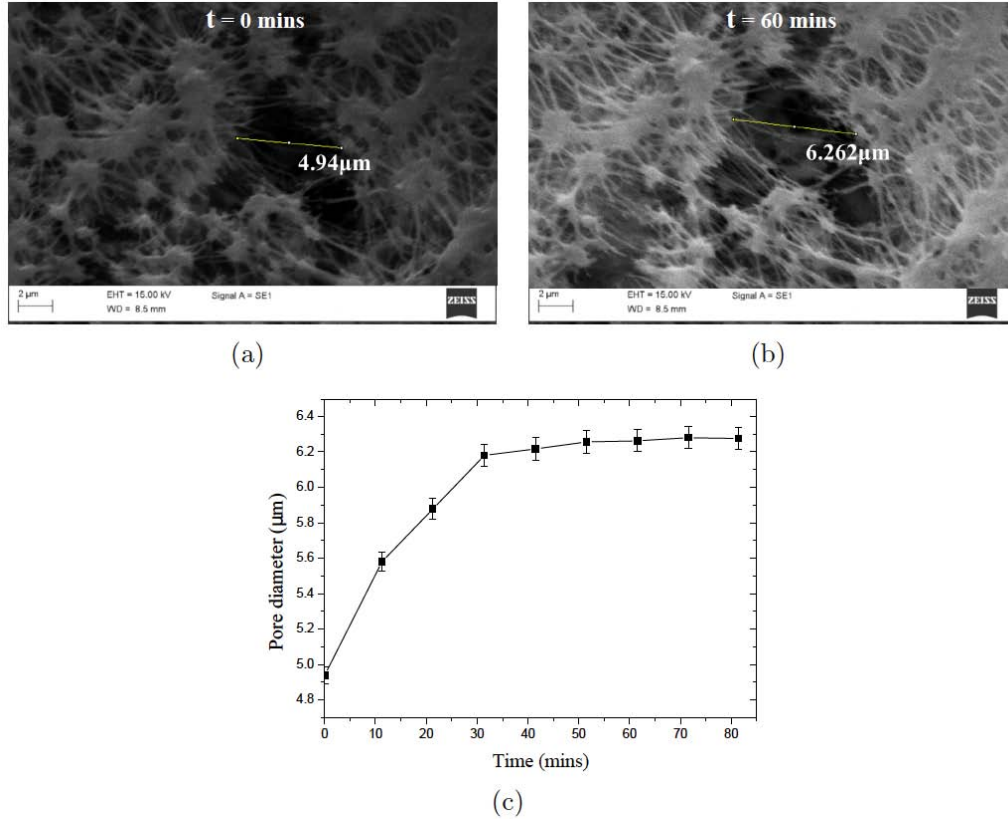 t = 0 mins
4.94µm
2 µm
EHT = 15.00 kV
WD = 8.5 mm
Signal A = SE1
ZEISS
(a)
t = 60 mins
6.262µm
2 µm
EHT = 15.00 kV
WD = 8.5 mm
Signal A = SE1
ZEISS
(b)
Pore diameter (µm)
6.4
6.2
6.0
5.8
5.6
5.4
5.2
5.0
4.8
0 10 20 30 40 50 60 70 80
Time (mins)
(c)